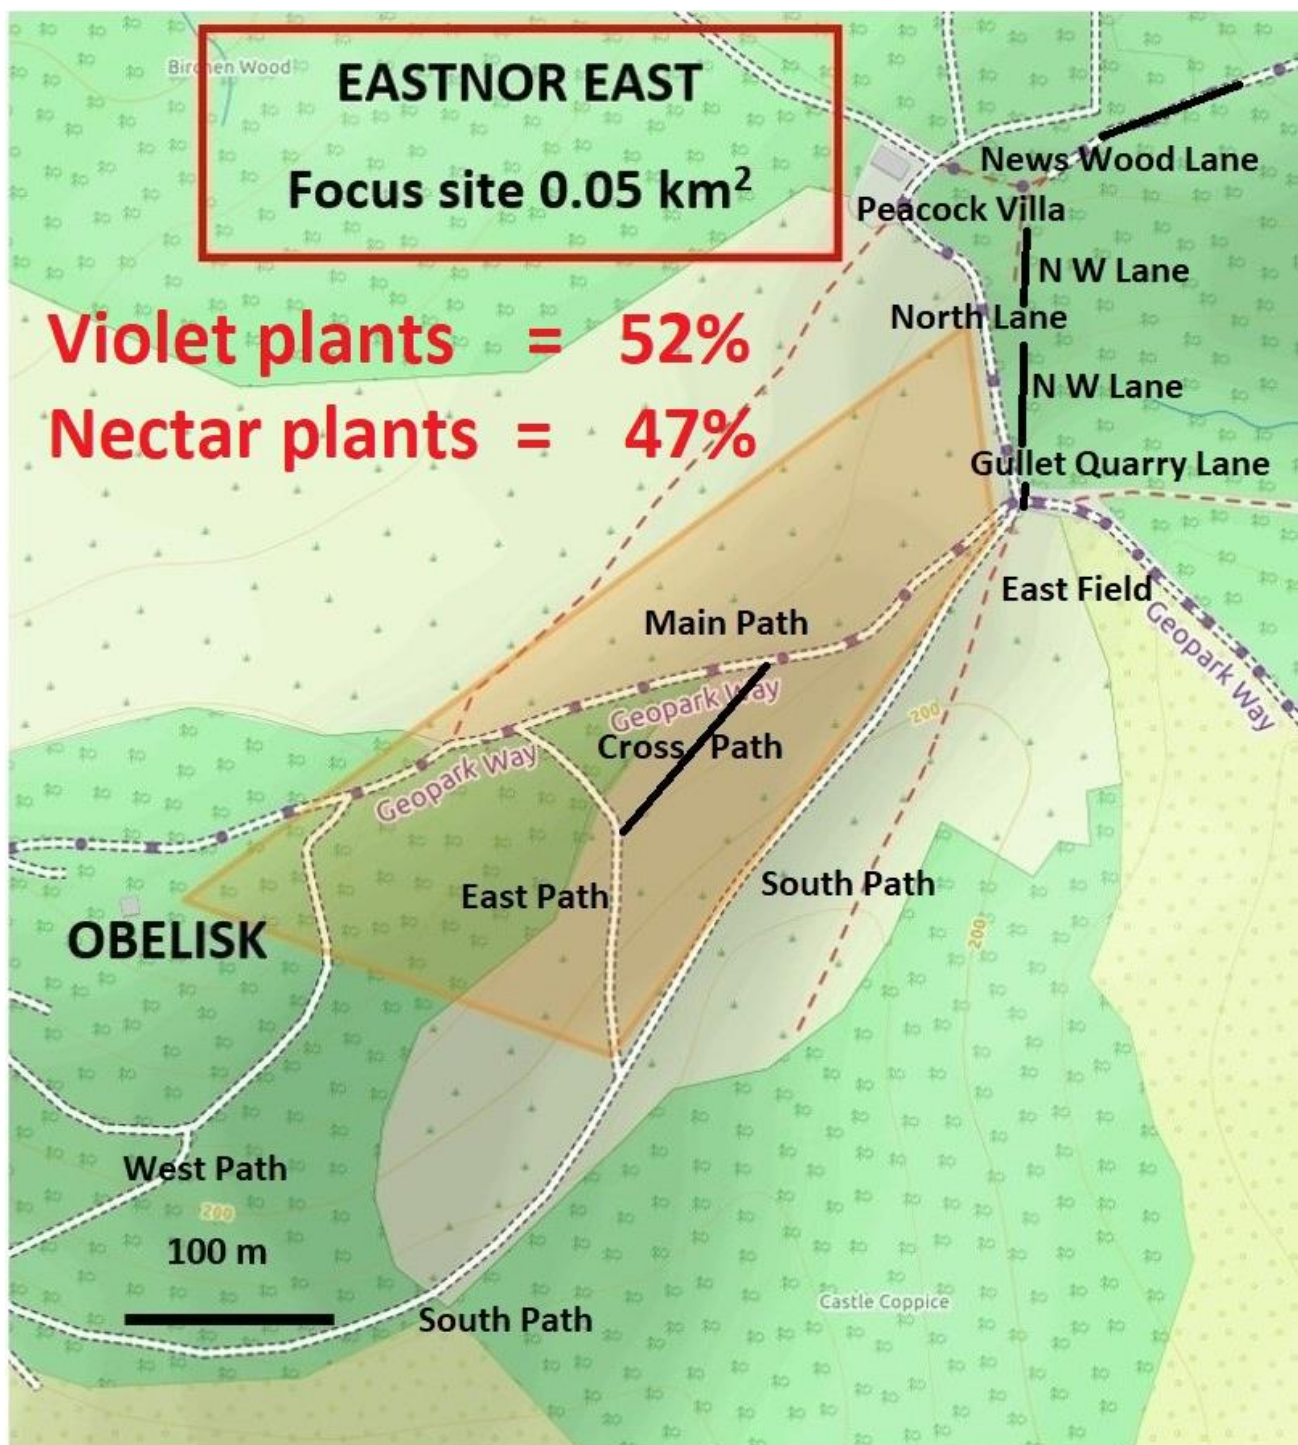 Birchen Wood
EASTNOR EAST
Focus site 0.05 km²
News Wood Lane
Peacock Villa
N W Lane
Violet plants = 52%
North Lane
N W Lane
Nectar plants = 47%
Gullet Quarry Lane
East Field
Main Path
Geopark Way
Geopark Way
200
Cross Path
Geopark Way
South Path
East Path
OBELISK
200
West Path
200
100 m
Castle Coppice
South Path